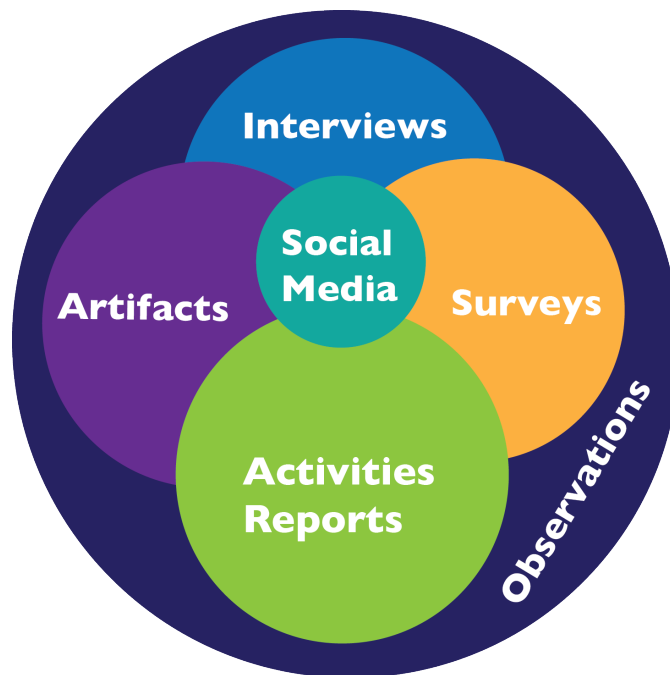 Interviews
Social
Media
Artifacts
Surveys
Activities
Reports
Observations